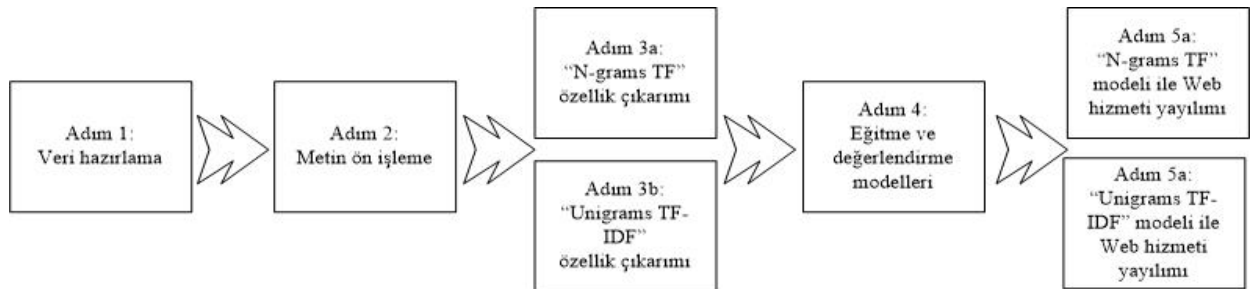 Adım 1:
Veri hazırlama
Adım 2:
Metin ön işleme
Adım 3a:
“N-grams TF”
özellik çıkarımı
Adım 3b:
“Unigrams TF-
IDF”
özellik çıkarımı
Adım 4:
Eğitme ve
değerlendirme
modelleri
Adım 5a:
“N-grams TF”
modeli ile Web
hizmeti yayılımı
Adım 5a:
“Unigrams TF-
IDF” modeli ile
Web hizmeti
yayılımı